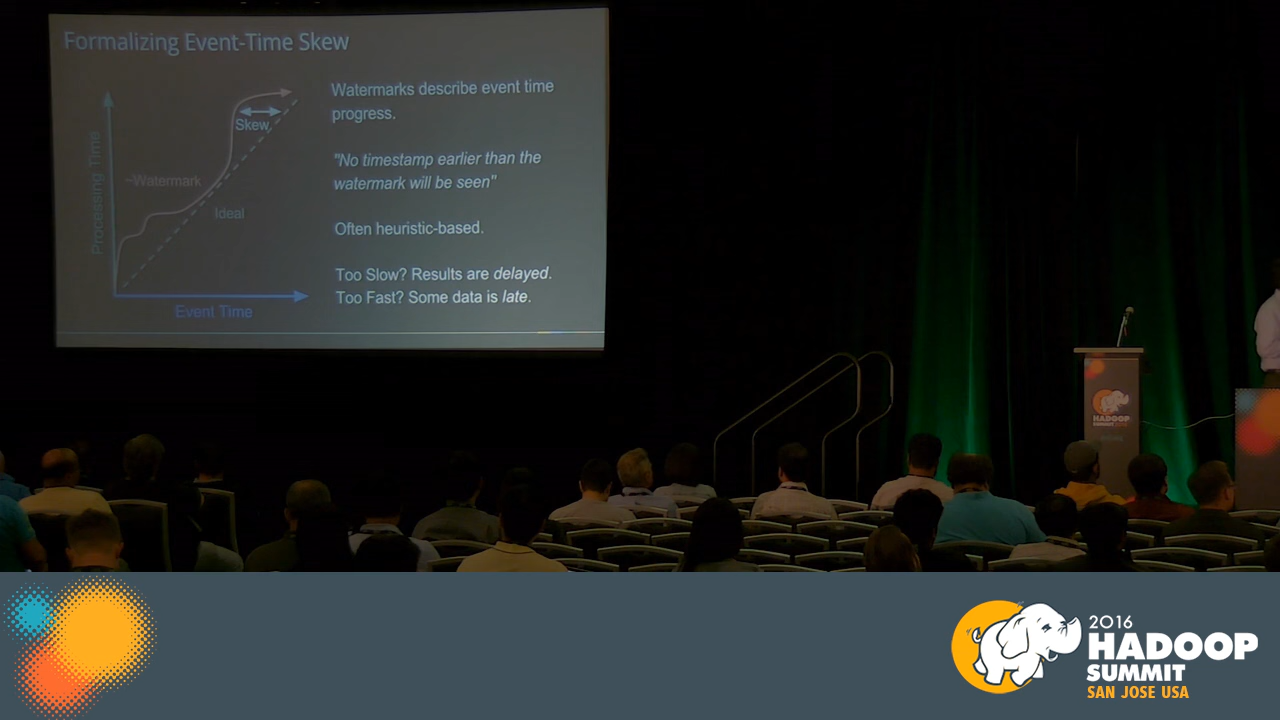 Formalizing Event-Time Skew
Watermarks describe event time
progress.
"No timestamp earlier than the
watermark will be seen"
Often heuristic-based.
Too Slow? Results are delayed.
Too Fast? Some data is late.
Processing Time
Skew
~Watermark
Ideal
Event Time
HADOOP
SUMMIT
2016
HADOOP
SUMMIT
SAN JOSE USA